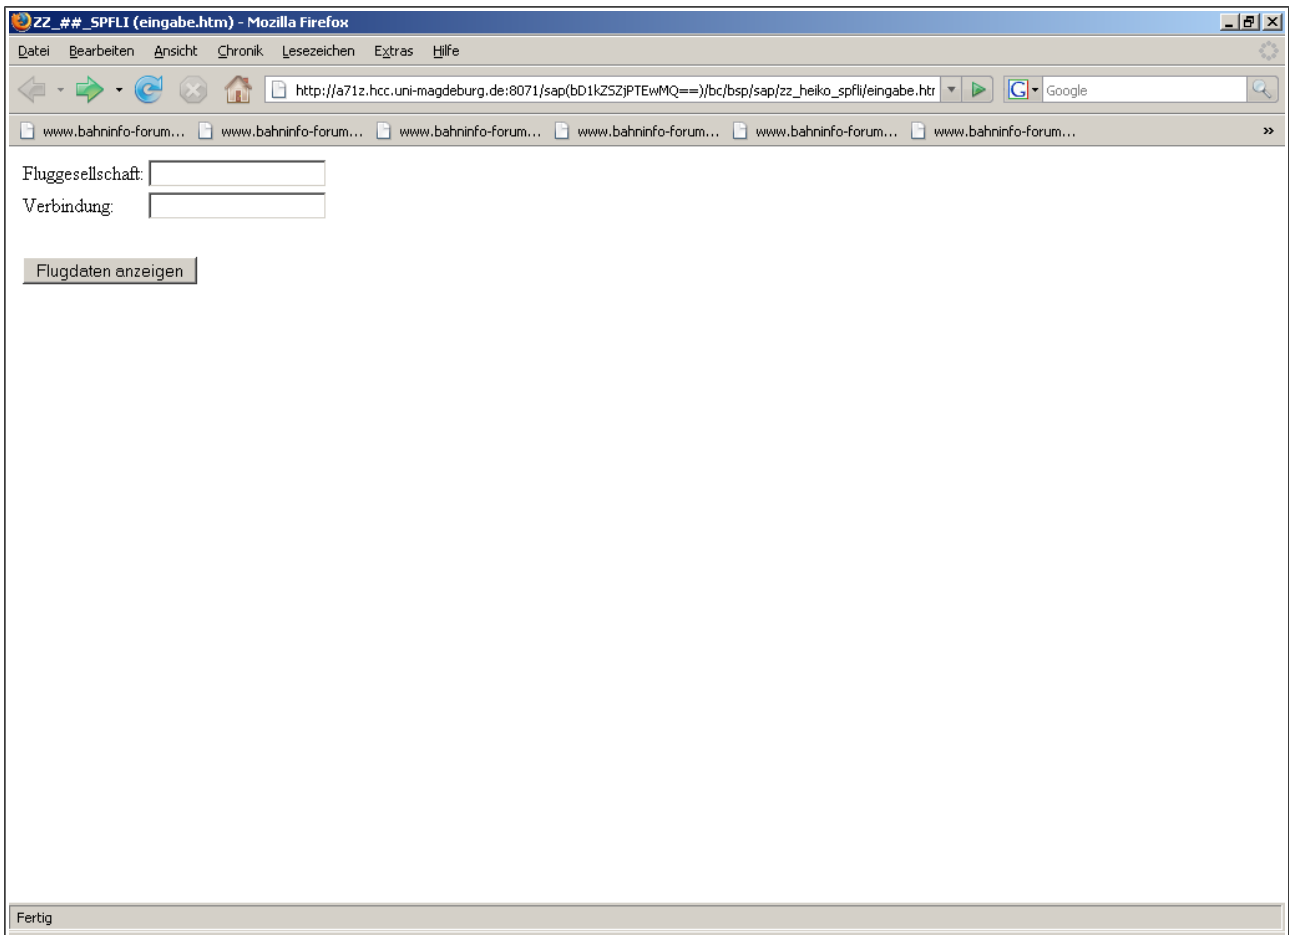 ZZ_##_SPFLI (eingabe.htm) - Mozilla Firefox
Datei Bearbeiten Ansicht Chronik Lesezeichen Extras Hilfe
http://a71z.hcc.uni-magdeburg.de:8071/sap(bD1kZSZjPTEwMQ==)/bc/bsp/sap/zz_heiko_spfli/eingabe.htr G Google
www.bahninfo-forum... www.bahninfo-forum... www.bahninfo-forum... www.bahninfo-forum... www.bahninfo-forum... www.bahninfo-forum... »
Fluggesellschaft:
Verbindung:
Flugdaten anzeigen
Fertig